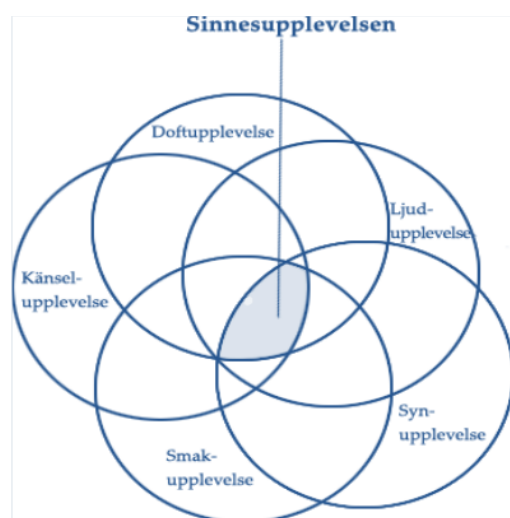 Sinnesupplevelsen
Doftupplevelse
Ljud-
upplevelse
Känsel-
upplevelse
Syn-
upplevelse
Smak-
upplevelse